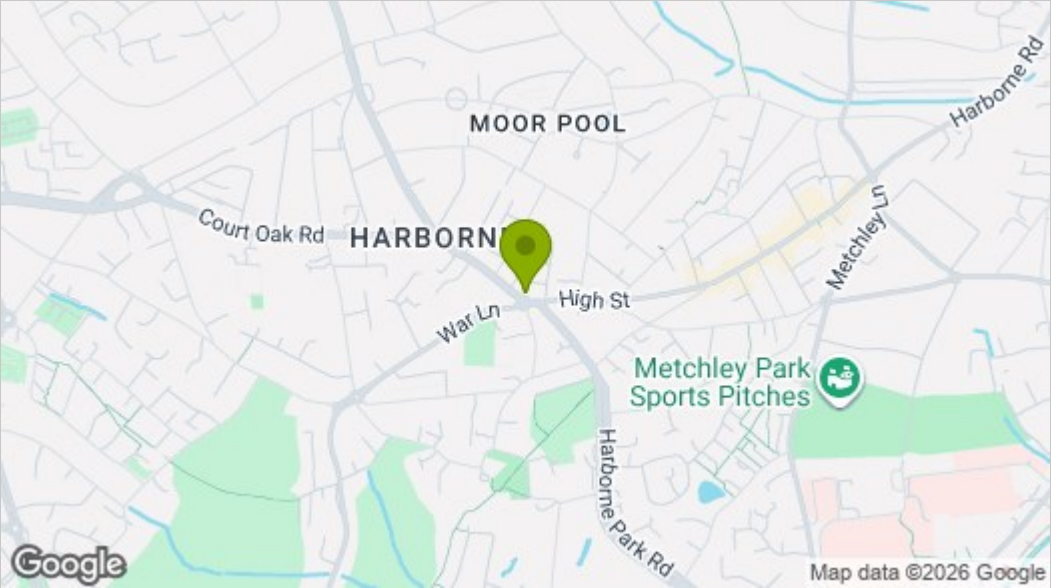 Harborne Rd
MOOR POOL
Court Oak Rd
HARBORN
Metchley Ln
High St
War Ln
Metchley Park
Sports Pitches
Harborne Park Rd
Google
Map data ©2026 Google